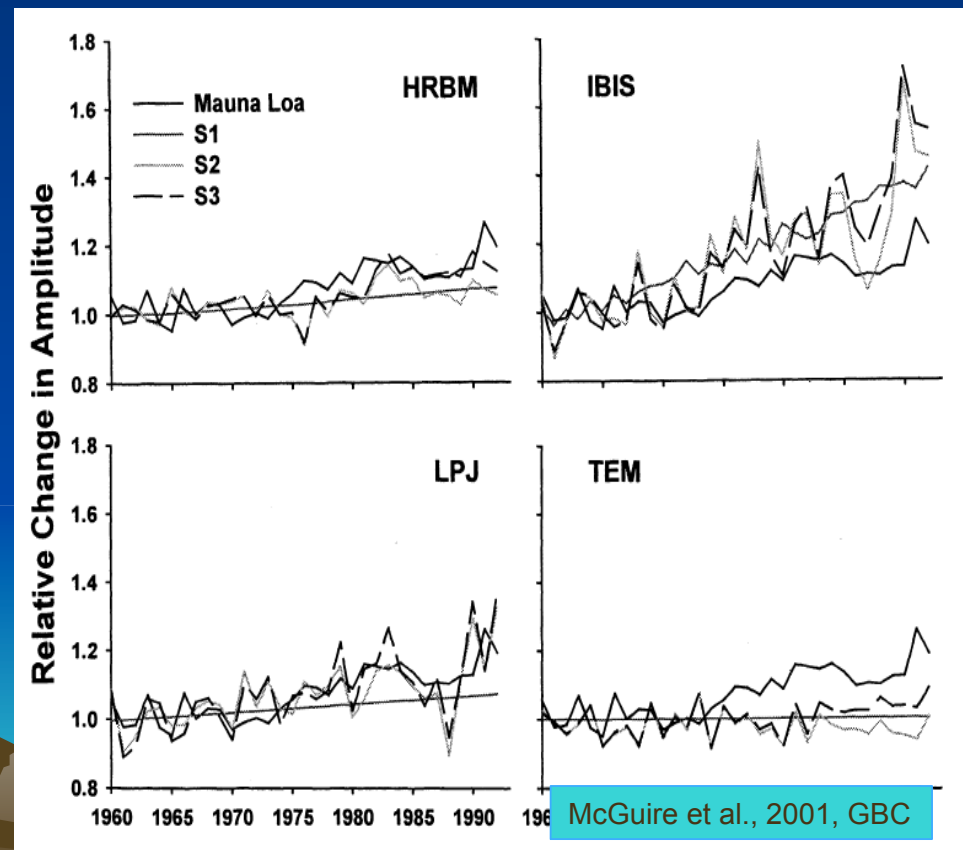 1.8
1.6
1.4
1.2
1.0
0.8
HRBM
Mauna Loa
S1
S2
S3
IBIS
Relative Change in Amplitude
1.8
1.6
1.4
1.2
1.0
0.8
LPJ
TEM
1960 1965 1970 1975 1980 1985 1990 196
McGuire et al., 2001, GBC